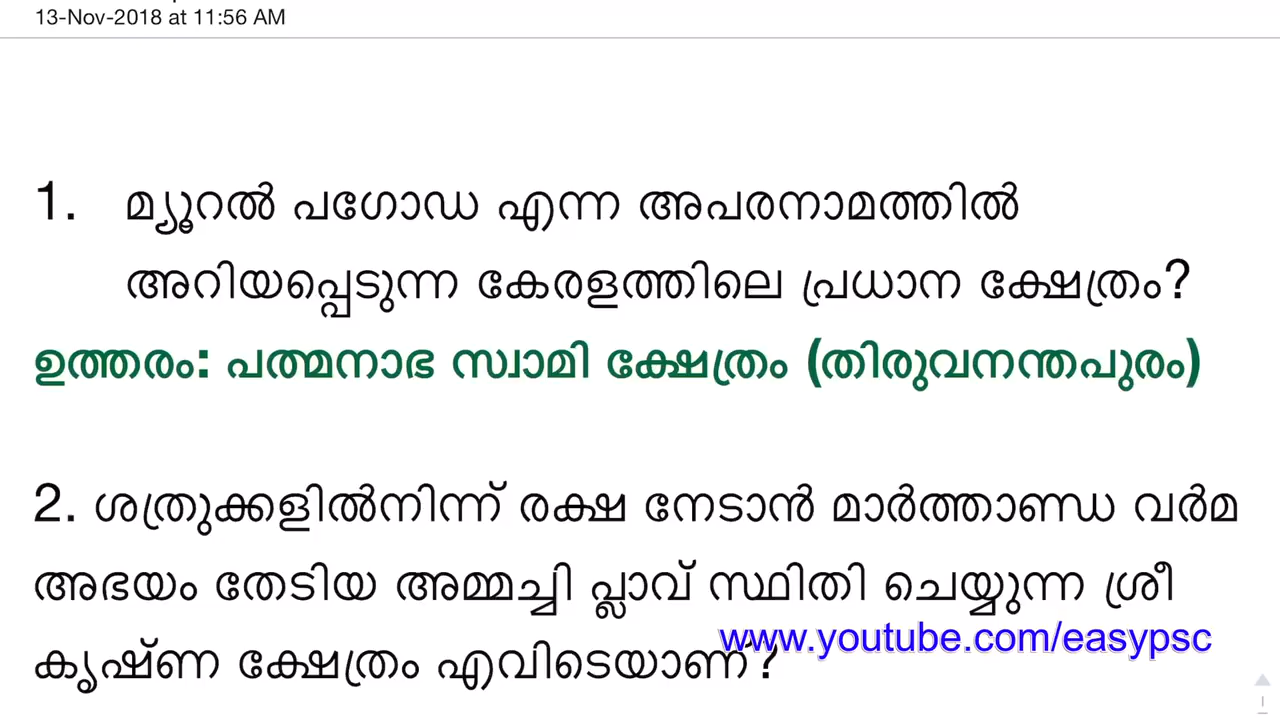 13-Nov-2018 at 11:56 AM
1. മ്യൂറൽ പഗോഡ എന്ന അപരനാമത്തിൽ
അറിയപ്പെടുന്ന കേരളത്തിലെ പ്രധാന ക്ഷേത്രം?
ഉത്തരം: പത്മനാഭ സ്വാമി ക്ഷേത്രം (തിരുവനന്തപുരം)
2. ശത്രുക്കളിൽനിന്ന് രക്ഷ നേടാൻ മാർത്താണ്ഡ വർമ
അഭയം തേടിയ അമ്മച്ചി പ്ലാവ് സ്ഥിതി ചെയ്യുന്ന ശ്രീ
www.youtube.com/easypsc
കൃഷ്ണ ക്ഷേത്രം എവിടെയാണ്?